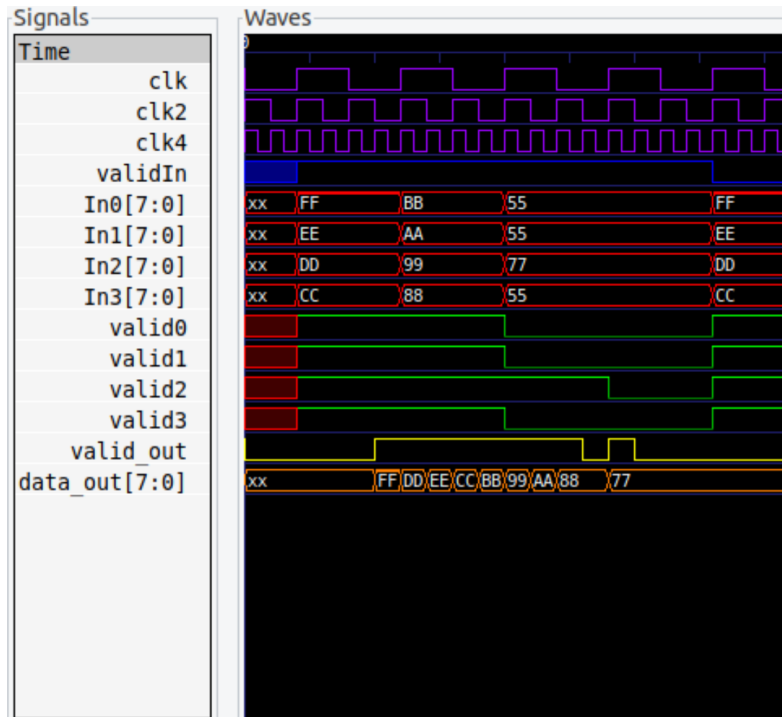 Signals
Waves
Time
0
clk
clk2
clk4
validIn
In0[7:0] xx FF BB 55 FF
In1[7:0] xx EE AA 55 EE
In2[7:0] xx DD 99 77 DD
In3[7:0] xx CC 88 55 CC
valid0
valid1
valid2
valid3
valid_out
data_out[7:0] xx FF DD EE CC BB 99 AA 88 77